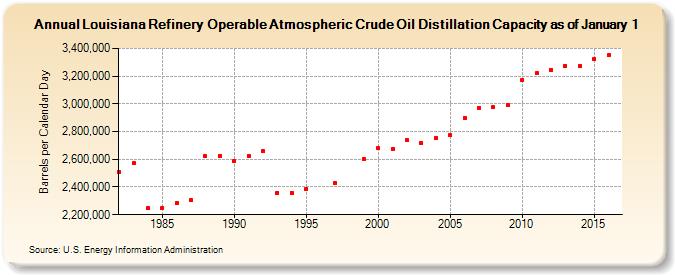 Annual Louisiana Refinery Operable Atmospheric Crude Oil Distillation Capacity as of January 1
Barrels per Calendar Day
3,400,000
3,200,000
3,000,000
2,800,000
2,600,000
2,400,000
2,200,000
1985 1990 1995 2000 2005 2010 2015
Source: U.S. Energy Information Administration